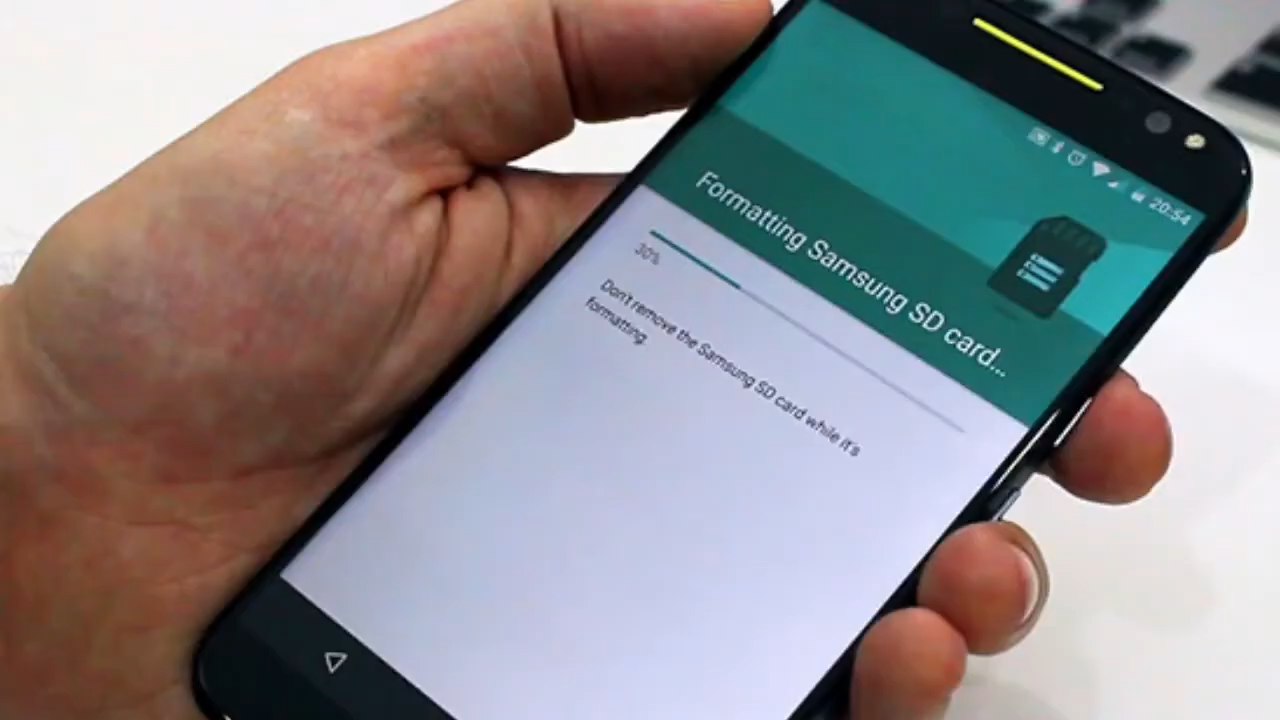 20:54
Formatting Samsung SD card...
30%
Don't remove the Samsung SD card while it's
formatting.